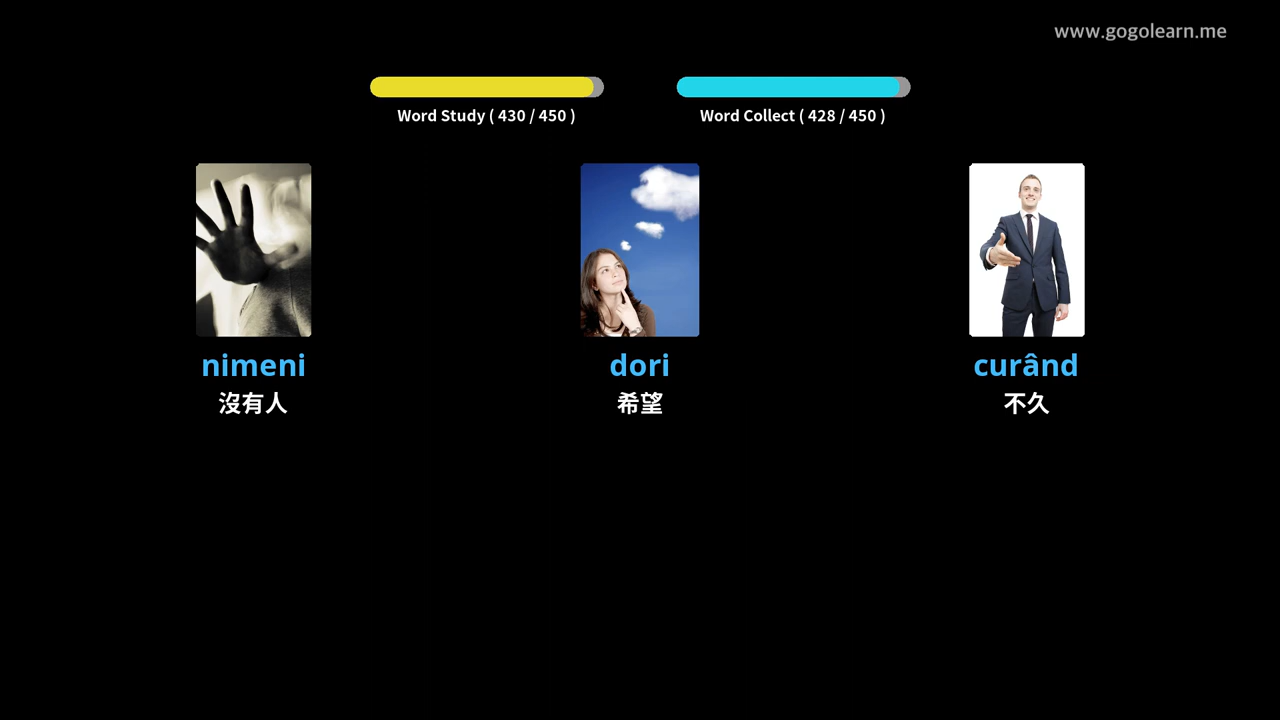 www.gogolearn.me
Word Study ( 430 / 450 )
Word Collect ( 428 / 450 )
nimeni
沒有人
dori
希望
curând
不久